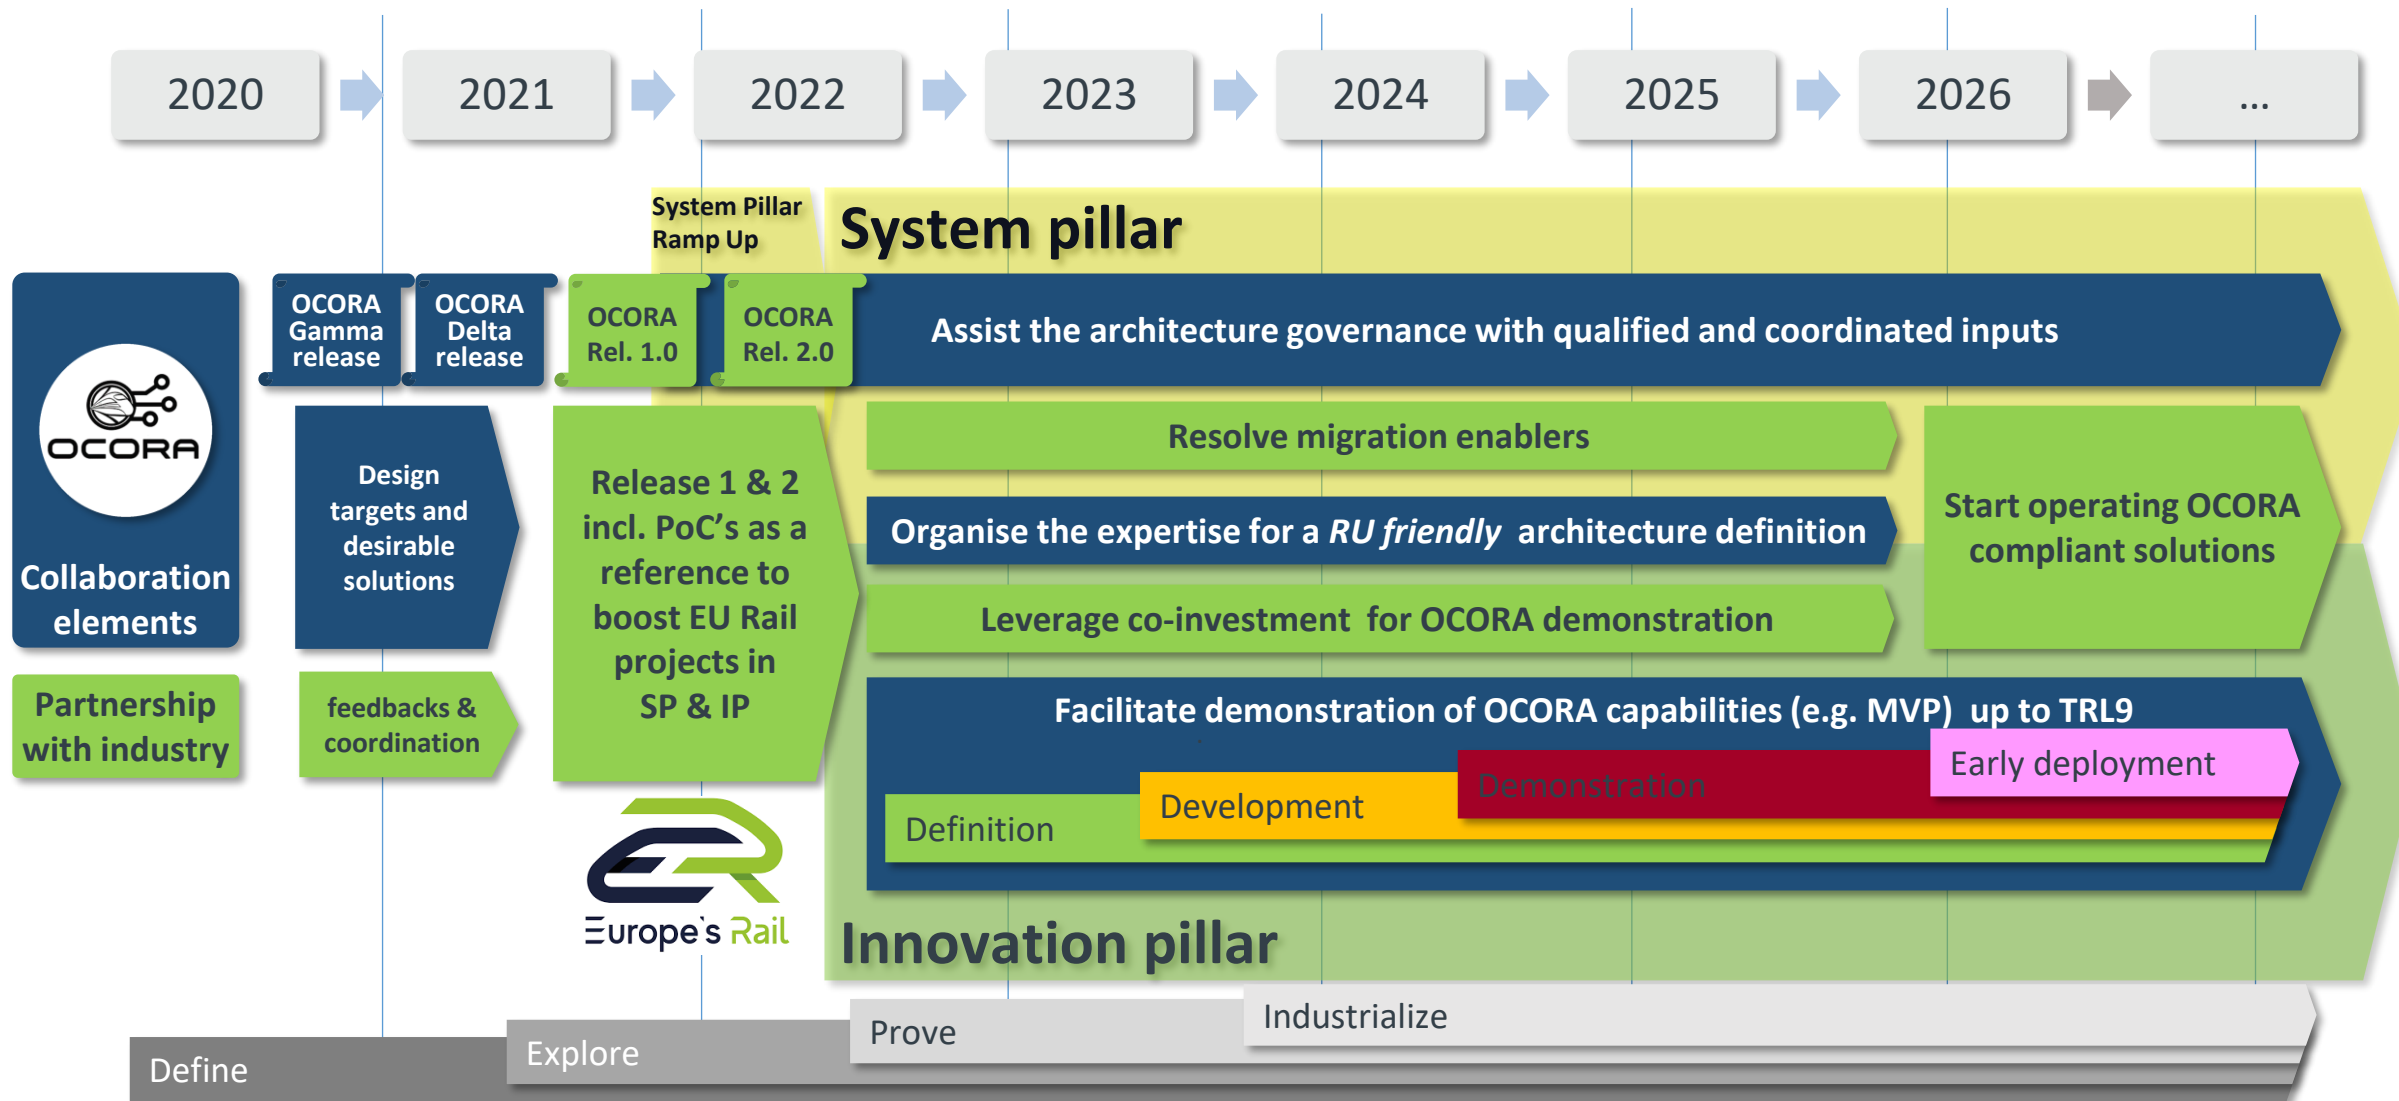 2020
2021
2022
2023
2024
2025
2026
...
System Pillar
Ramp Up
System pillar
OCORA
Gamma
release
OCORA
Delta
release
OCORA
Rel. 1.0
OCORA
Rel. 2.0
Assist the architecture governance with qualified and coordinated inputs
OCORA
Collaboration
elements
Design
targets and
desirable
solutions
Release 1 & 2
incl. PoC’s as a
reference to
boost EU Rail
projects in
SP & IP
Resolve migration enablers
Organise the expertise for a RU friendly architecture definition
Leverage co-investment for OCORA demonstration
Start operating OCORA
compliant solutions
Partnership
with industry
feedbacks &
coordination
Facilitate demonstration of OCORA capabilities (e.g. MVP) up to TRL9
Definition
Development
Demonstration
Early deployment
Europe's Rail
Innovation pillar
Define
Explore
Prove
Industrialize